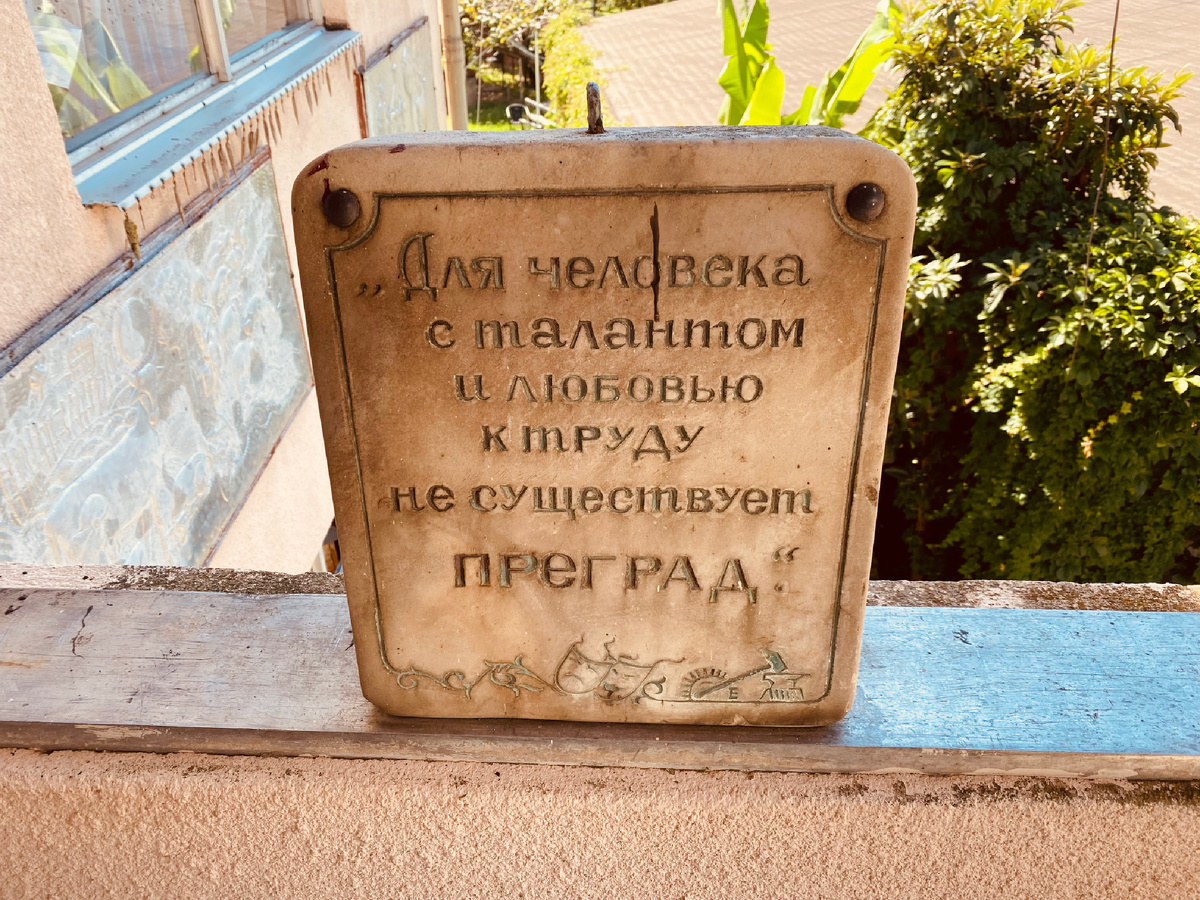 „Для человека
с талантом
и любовью
к труду
не существует
ПРЕГРАД.“
Е